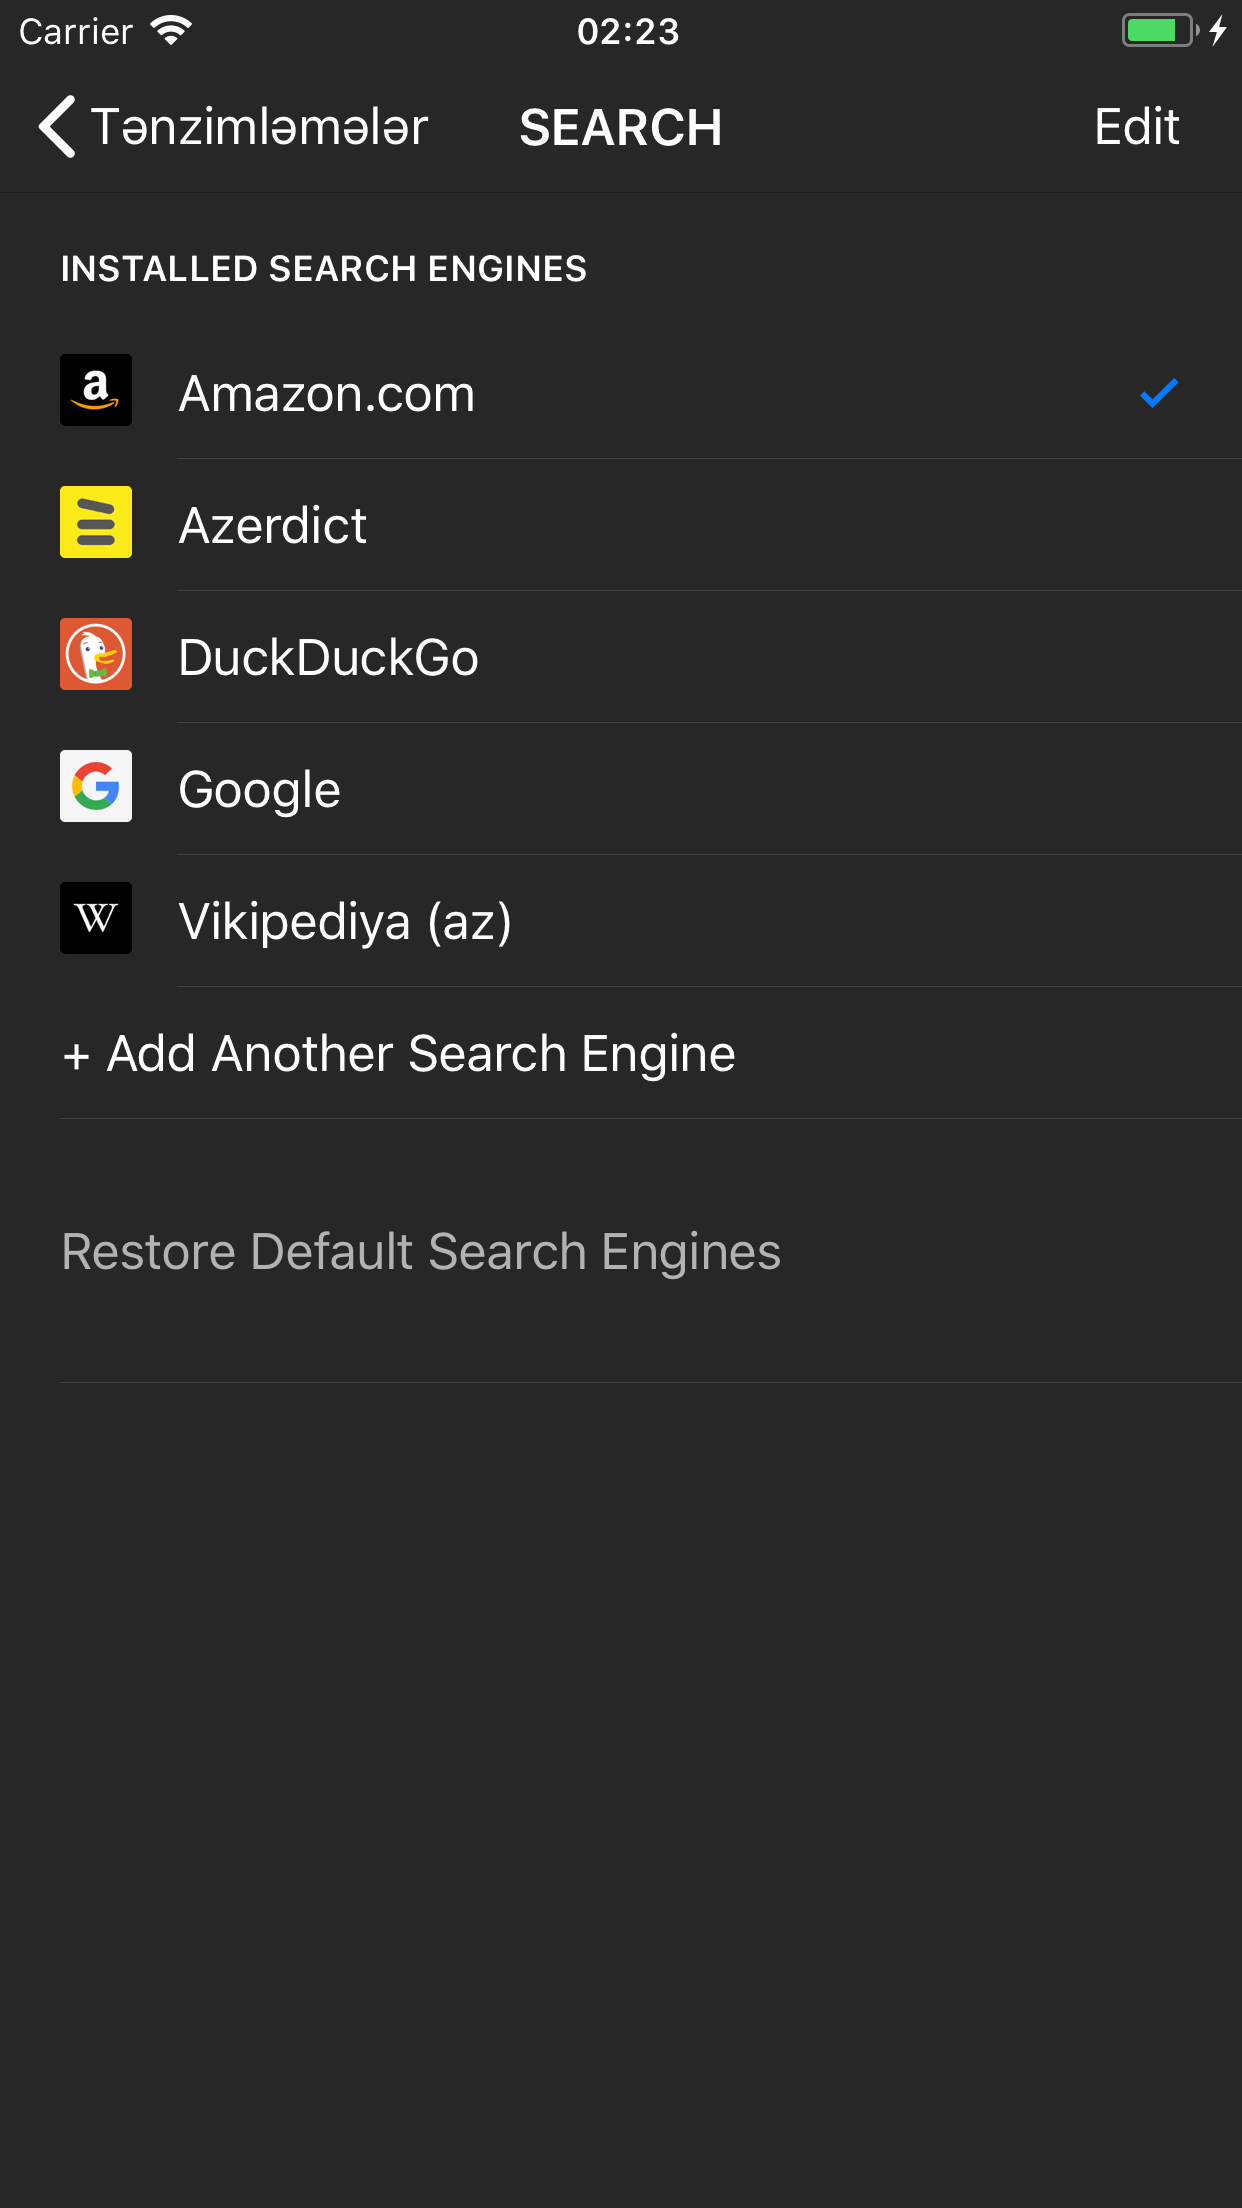 Carrier 02:23
Tənzimləmələr SEARCH Edit
INSTALLED SEARCH ENGINES
Amazon.com
Azerdict
DuckDuckGo
Google
Vikipediya (az)
+ Add Another Search Engine
Restore Default Search Engines